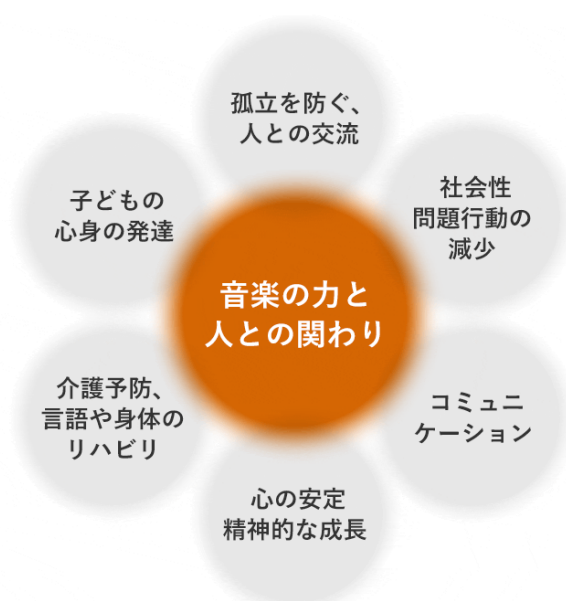 孤立を防ぐ、
人との交流
子どもの
心身の発達
社会性
問題行動の
減少
音楽の力と
人との関わり
介護予防、
言語や身体の
リハビリ
コミュニ
ケーション
心の安定
精神的な成長